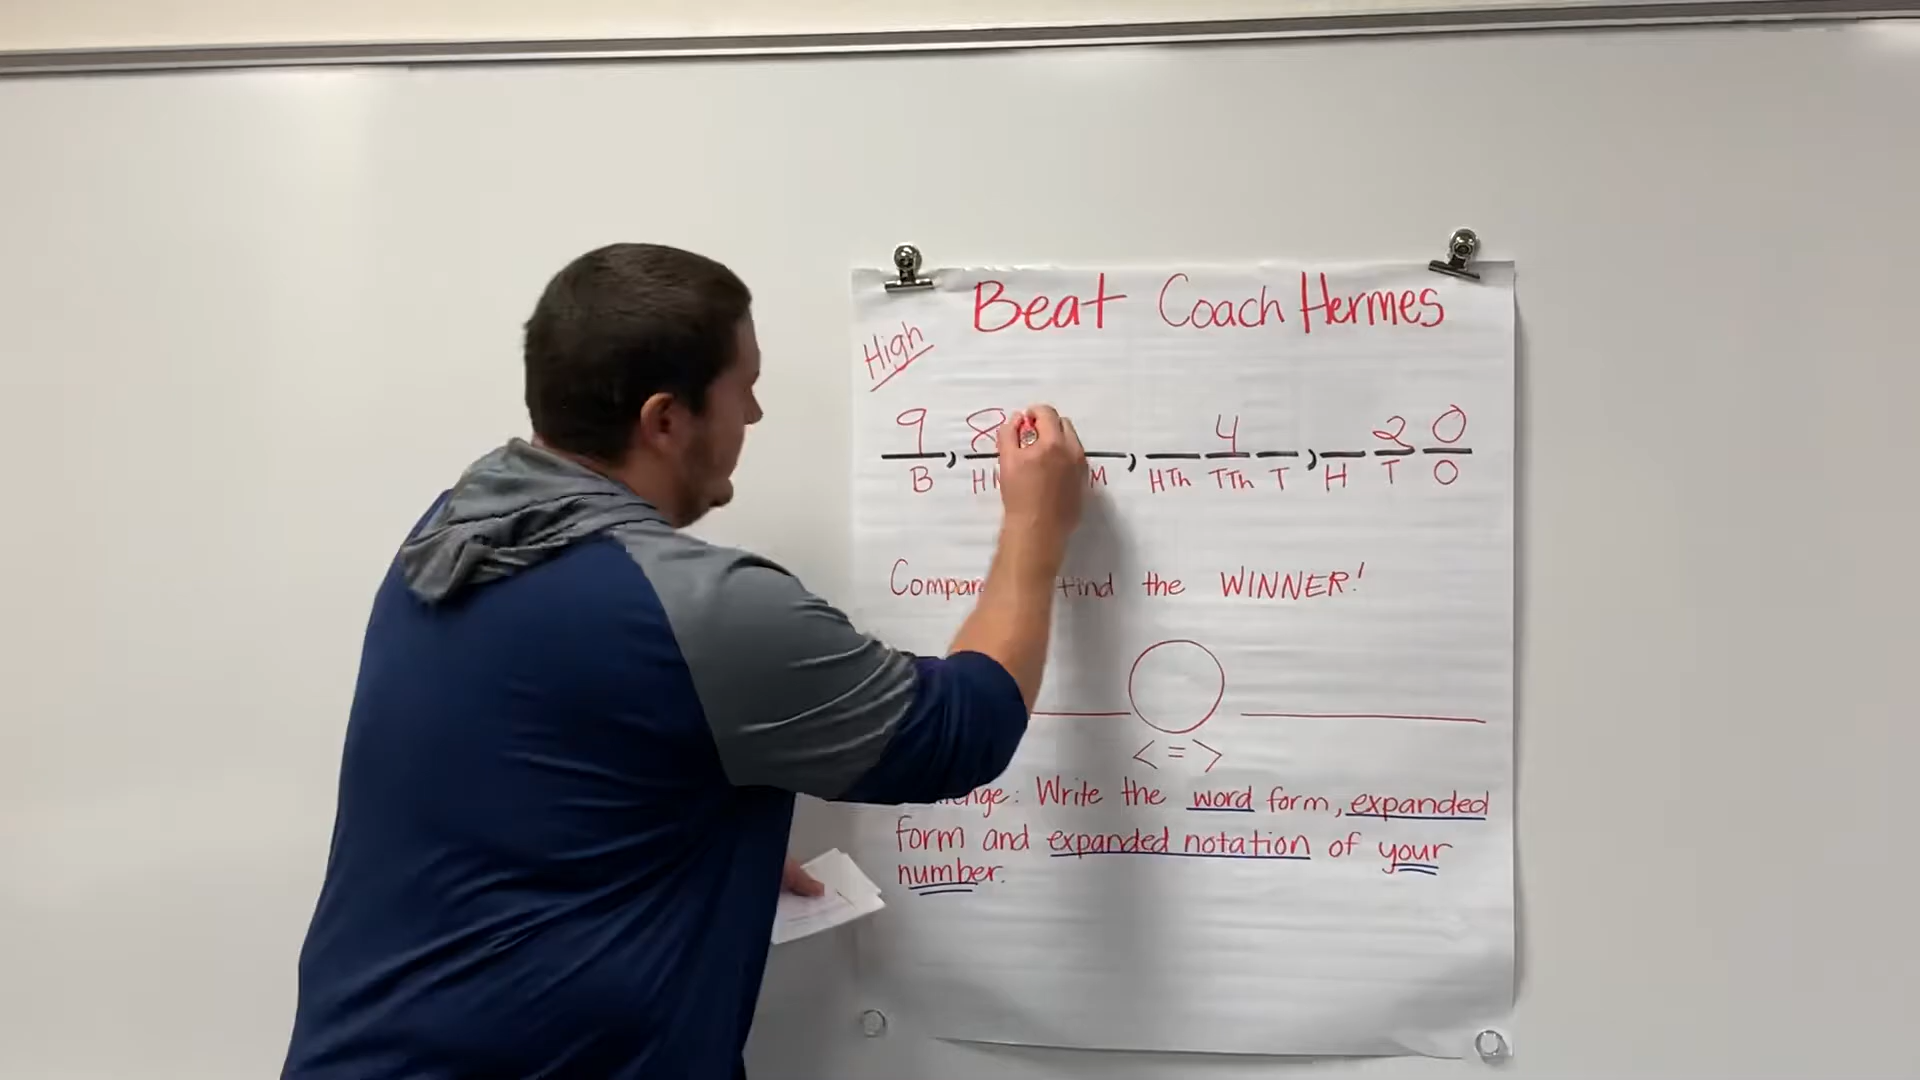 Beat Coach Hermes
High
9 , 8 , 4 , 2 0
B M HTh TTh T H T O
the WINNER!
< = >
Write the word form, expanded
form and expanded notation of your
number.